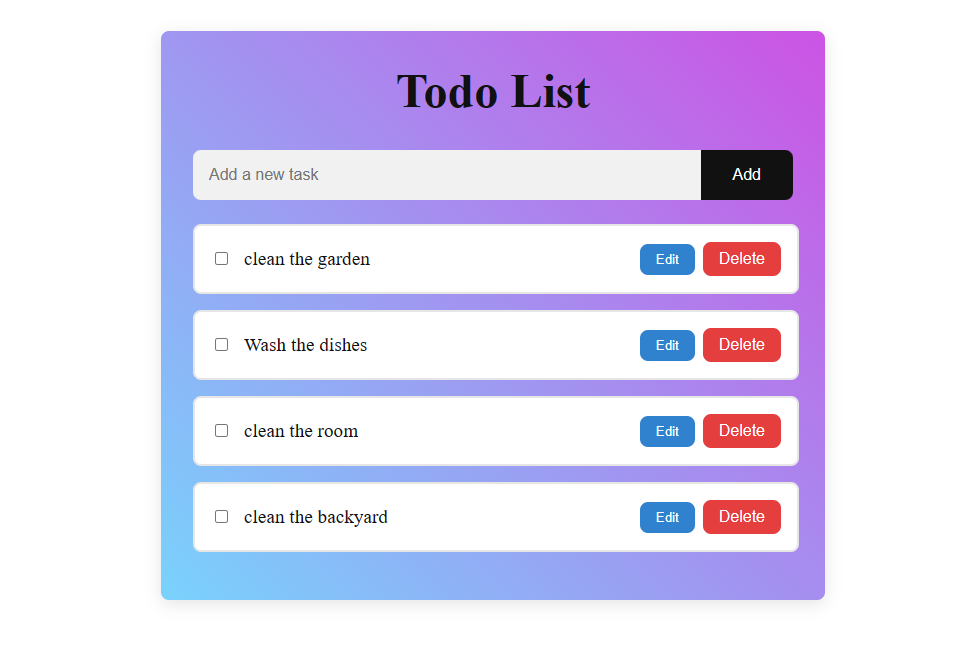 Todo List
Add a new task Add
clean the garden Edit Delete
Wash the dishes Edit Delete
clean the room Edit Delete
clean the backyard Edit Delete